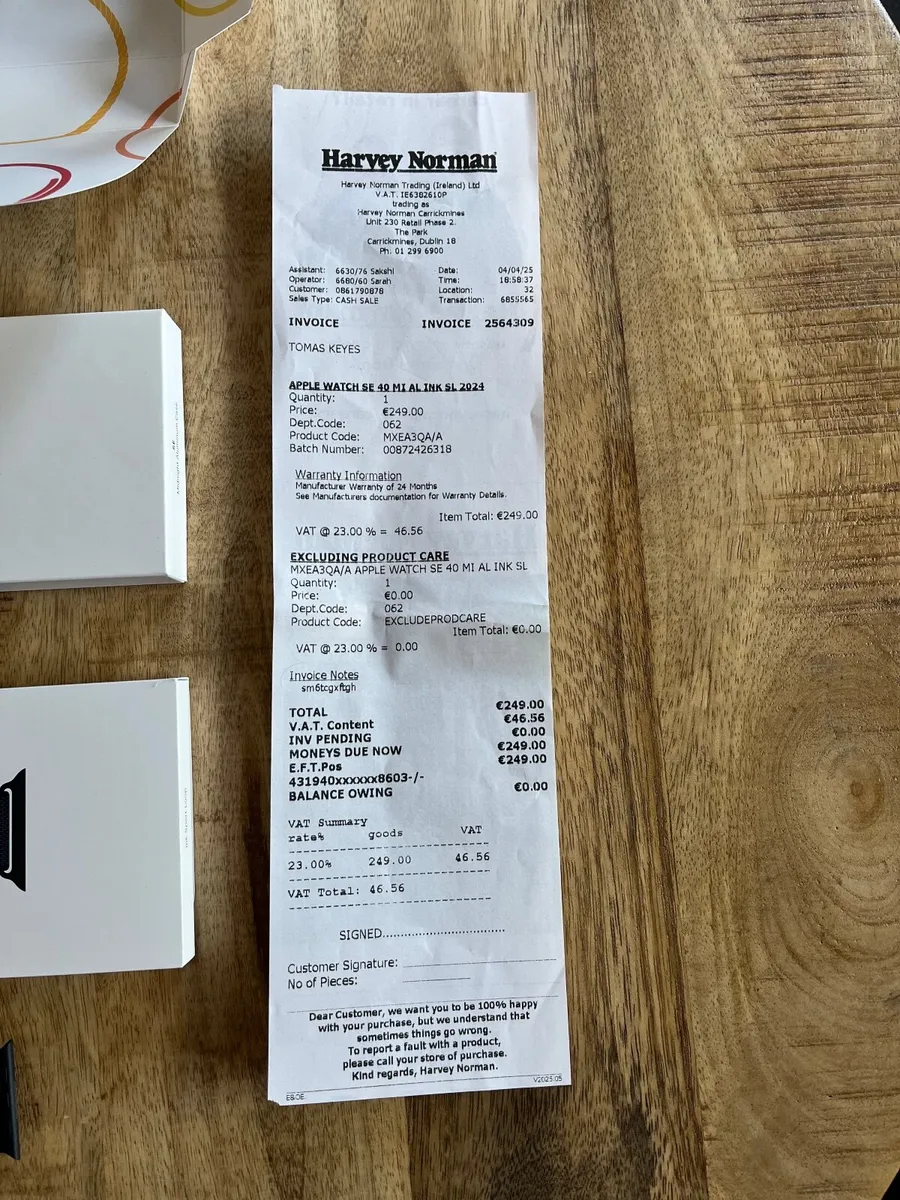 Harvey Norman
Harvey Norman Trading (Ireland) Ltd
V.A.T. IE6382610P
trading as
Harvey Norman Carrickmines
Unit 230 Retail Phase 2.
The Park
Carrickmines, Dublin 18
Ph: 01 299 6900
Assistant: 6630/76 Sakshi Date: 04/04/25
Operator: 6680/60 Sarah Time: 18:58:37
Customer: 0861790878 Location: 32
Sales Type: CASH SALE Transaction: 6855565
INVOICE INVOICE 2564309
TOMAS KEYES
APPLE WATCH SE 40 MI AL INK SL 2024
Quantity: 1
Price: €249.00
Dept.Code: 062
Product Code: MXEA3QA/A
Batch Number: 00872426318
Warranty Information
Manufacturer Warranty of 24 Months
See Manufacturers documentation for Warranty Details.
Item Total: €249.00
VAT @ 23.00 % = 46.56
EXCLUDING PRODUCT CARE
MXEA3QA/A APPLE WATCH SE 40 MI AL INK SL
Quantity: 1
Price: €0.00
Dept.Code: 062
Product Code: EXCLUDEPRODCARE
Item Total: €0.00
VAT @ 23.00 % = 0.00
Invoice Notes
sm6tcgxftgh
TOTAL €249.00
V.A.T. Content €46.56
INV PENDING €0.00
MONEYS DUE NOW €249.00
E.F.T.Pos €249.00
431940xxxxxx8603-/-
BALANCE OWING €0.00
VAT Summary
rate% goods VAT
23.00% 249.00 46.56
VAT Total: 46.56
SIGNED................................
Customer Signature:
No of Pieces:
Dear Customer, we want you to be 100% happy
with your purchase, but we understand that
sometimes things go wrong.
To report a fault with a product,
please call your store of purchase.
Kind regards, Harvey Norman.
E&OE V2025.05